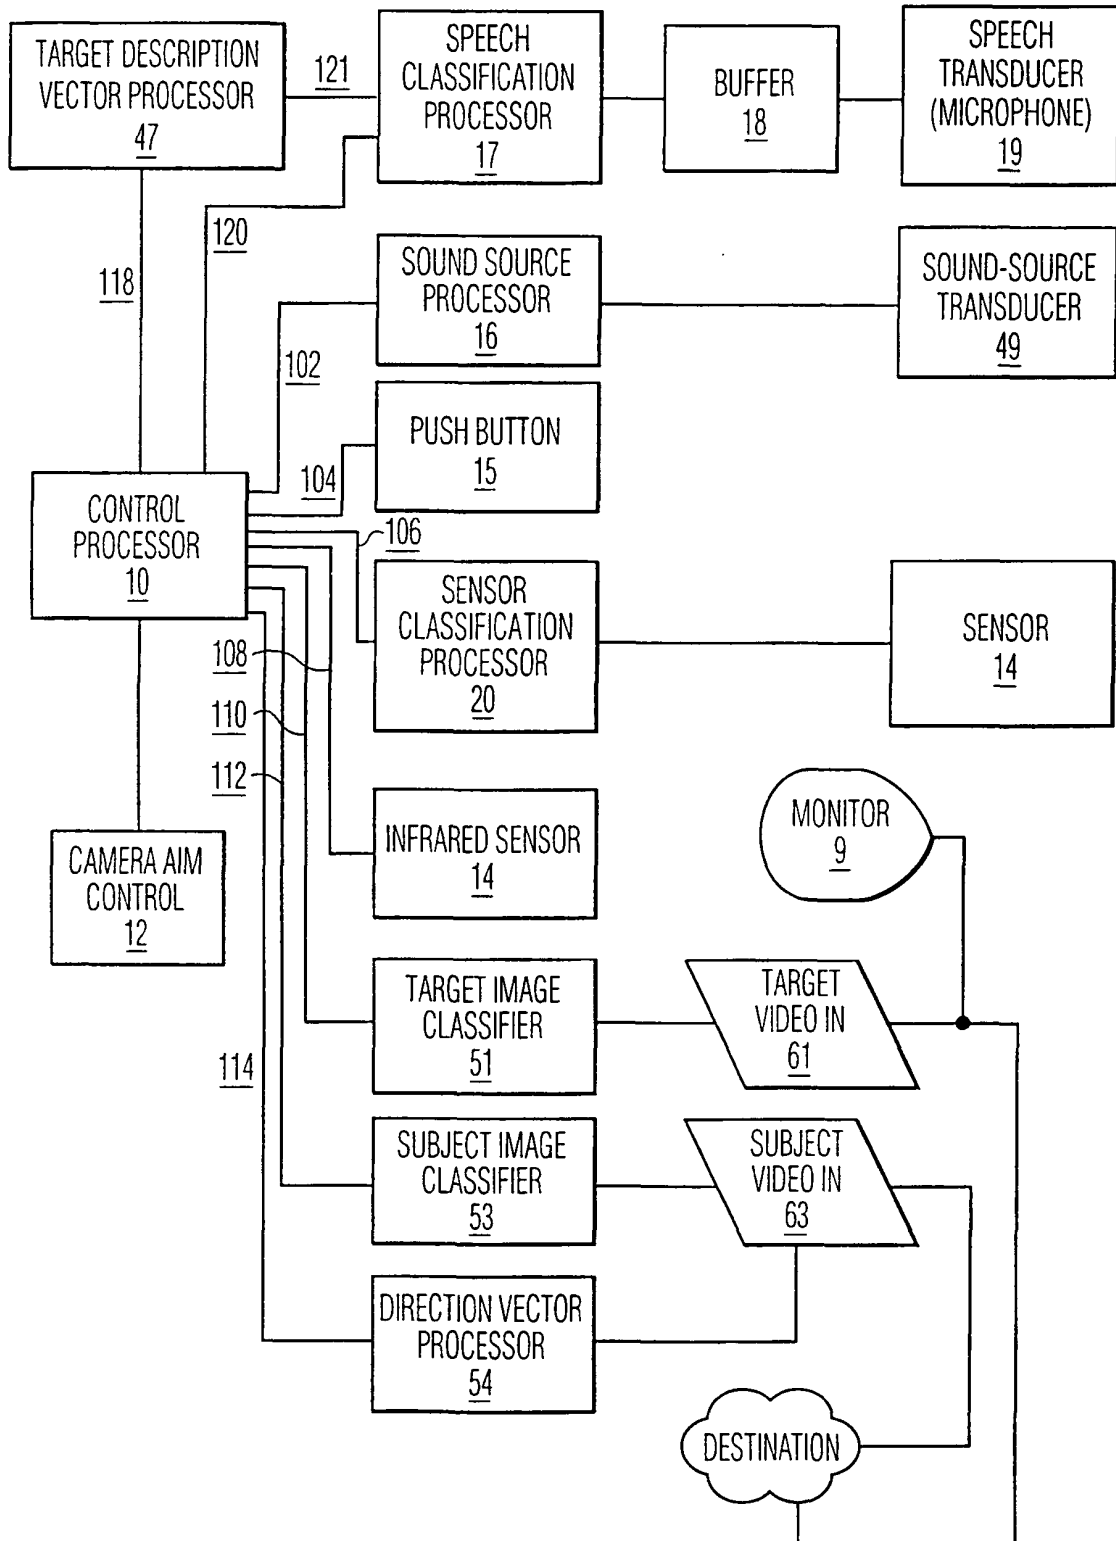 TARGET DESCRIPTION
VECTOR PROCESSOR
47
121
SPEECH
CLASSIFICATION
PROCESSOR
17
BUFFER
18
SPEECH
TRANSDUCER
(MICROPHONE)
19
118
120
SOUND SOURCE
PROCESSOR
16
SOUND-SOURCE
TRANSDUCER
49
102
PUSH BUTTON
15
104
CONTROL
PROCESSOR
10
106
SENSOR
CLASSIFICATION
PROCESSOR
20
SENSOR
14
108
110
112
INFRARED SENSOR
14
MONITOR
9
CAMERA AIM
CONTROL
12
TARGET IMAGE
CLASSIFIER
51
TARGET
VIDEO IN
61
114
SUBJECT IMAGE
CLASSIFIER
53
SUBJECT
VIDEO IN
63
DIRECTION VECTOR
PROCESSOR
54
DESTINATION